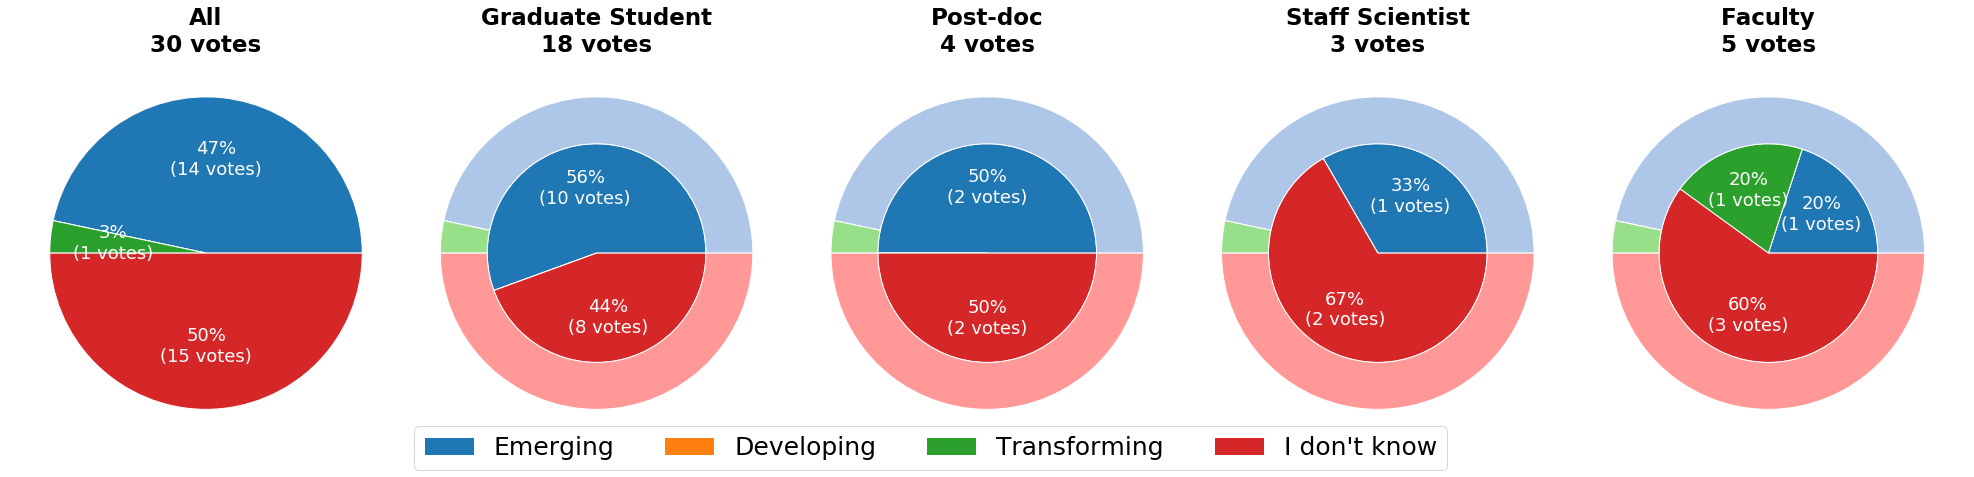 All
30 votes
47%
(14 votes)
3%
(1 votes)
50%
(15 votes)
Graduate Student
18 votes
56%
(10 votes)
44%
(8 votes)
Post-doc
4 votes
50%
(2 votes)
50%
(2 votes)
Staff Scientist
3 votes
33%
(1 votes)
67%
(2 votes)
Faculty
5 votes
20%
(1 votes)
20%
(1 votes)
60%
(3 votes)
Emerging
Developing
Transforming
I don't know